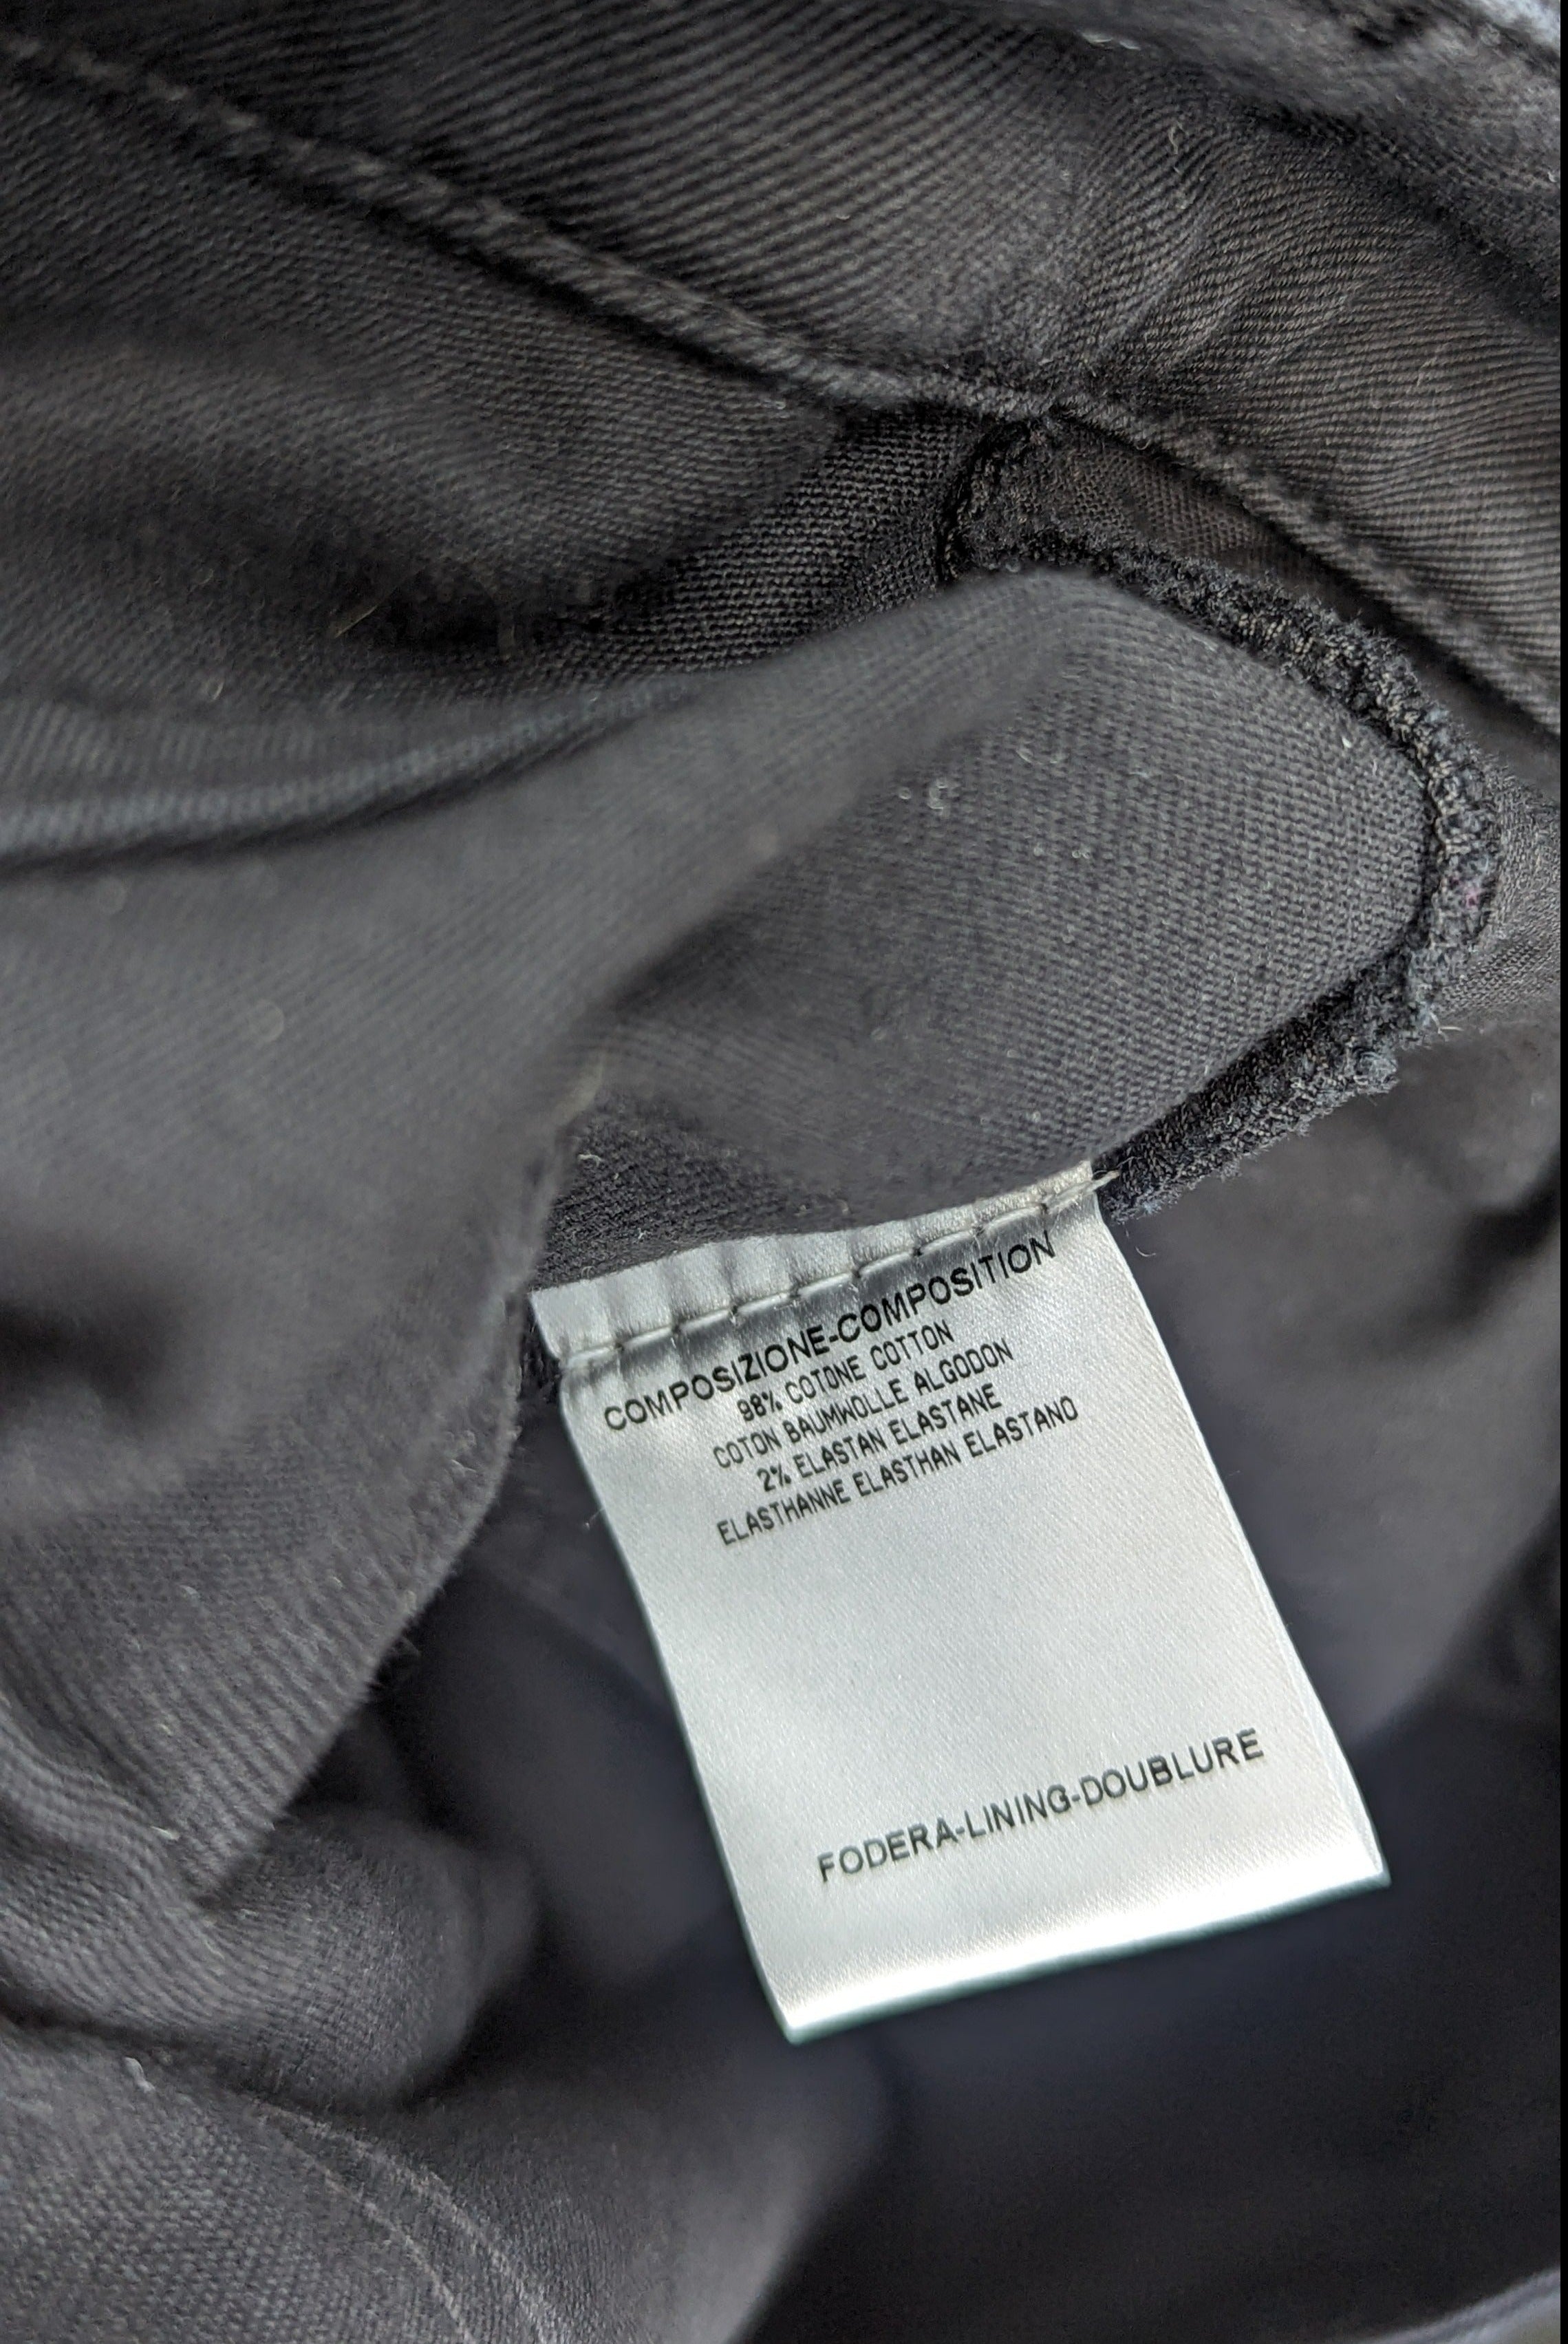 COMPOSIZIONE-COMPOSITION
98% COTONE COTTON
COTON BAUMWOLLE ALGODON
2% ELASTAN ELASTANE
ELASTHANNE ELASTHAN ELASTANO
FODERA-LINING-DOUBLURE